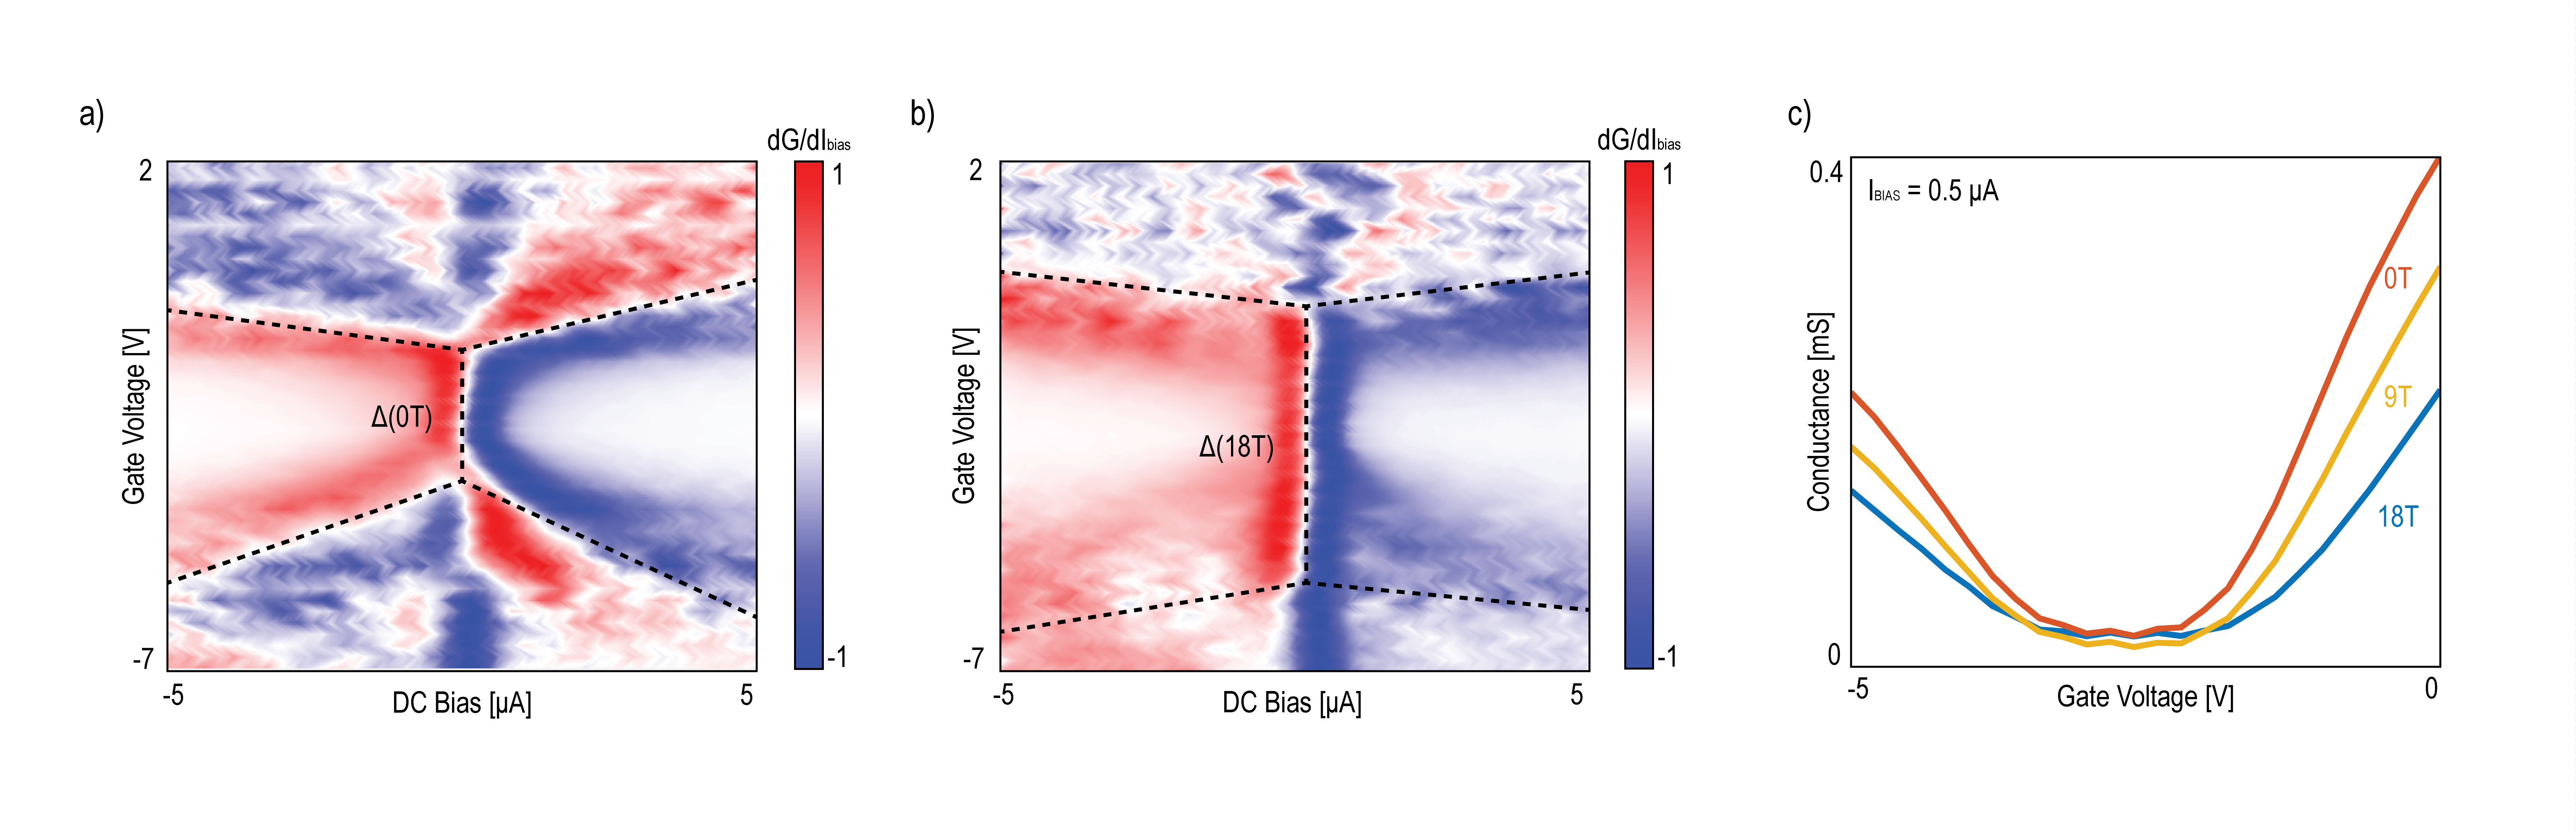 a)
dG/dIbias
2
1
Gate Voltage [V]
Δ(0T)
-7
-1
-5
DC Bias [µA]
5
b)
dG/dIbias
2
1
Gate Voltage [V]
Δ(18T)
-7
-1
-5
DC Bias [µA]
5
c)
0.4
IBIAS = 0.5 µA
0T
Conductance [mS]
9T
18T
0
-5
Gate Voltage [V]
0